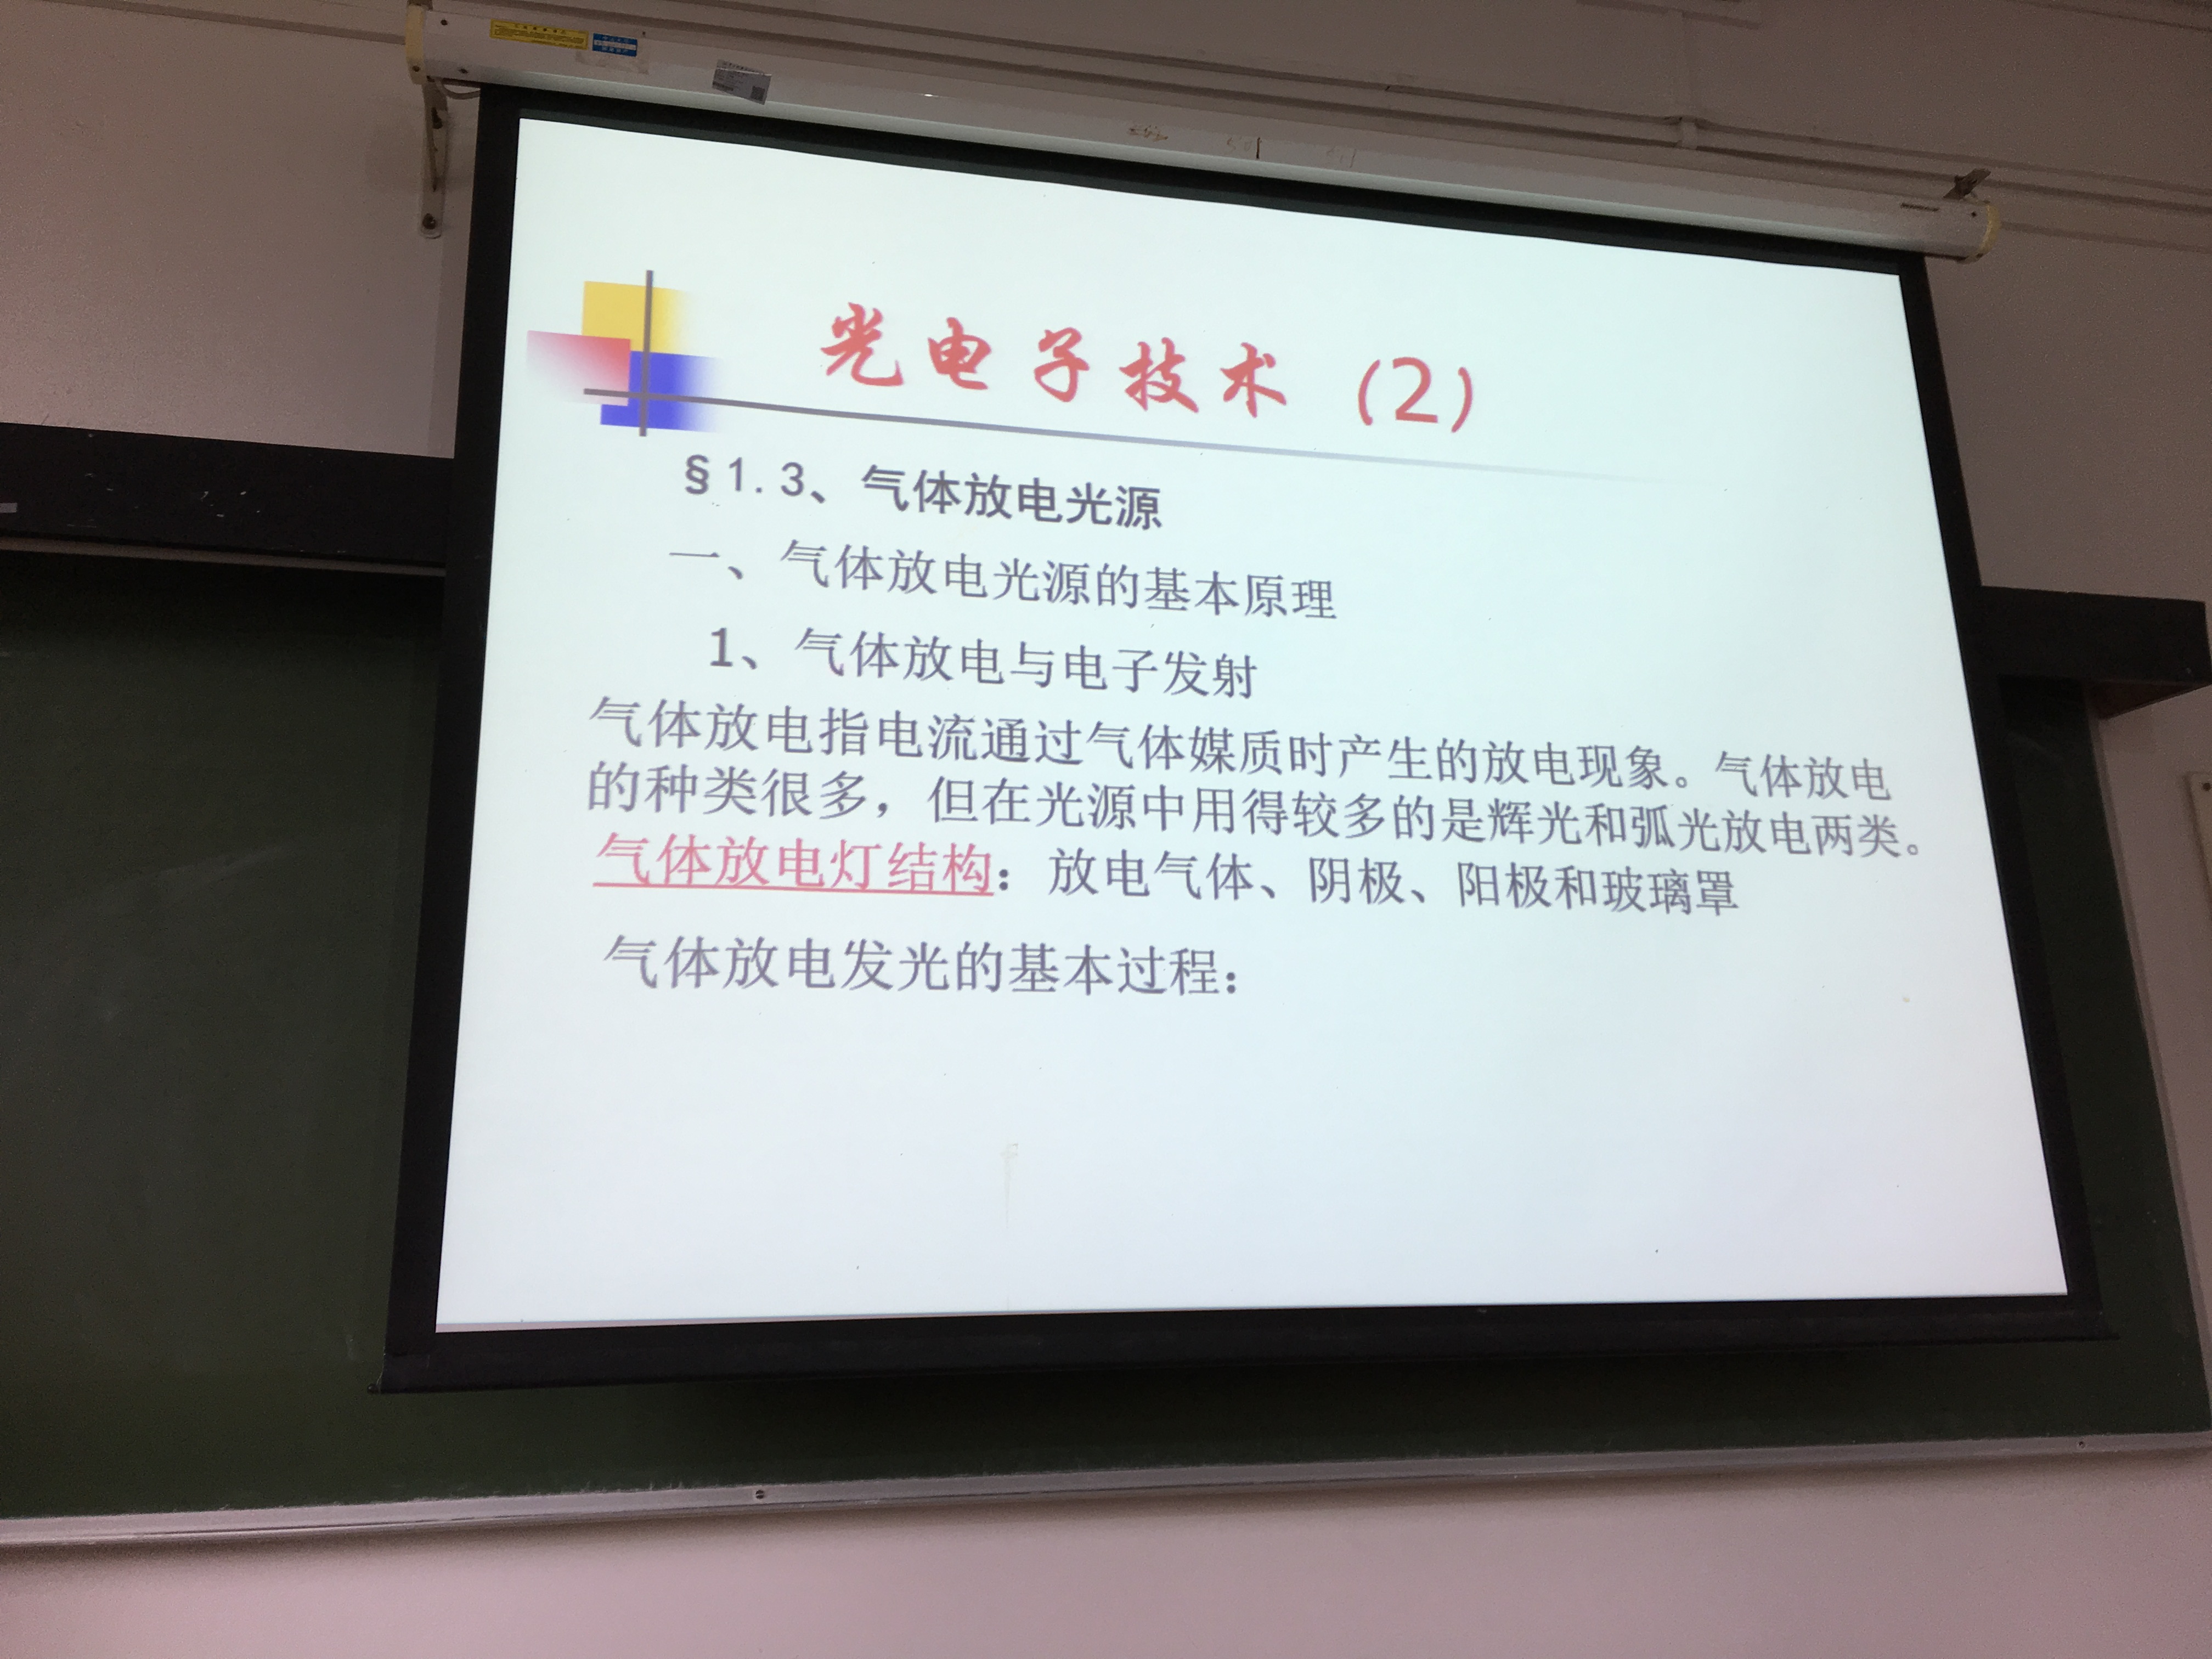 光电子技术（2）
§1.3、气体放电光源
一、气体放电光源的基本原理
1、气体放电与电子发射
气体放电指电流通过气体媒质时产生的放电现象。气体放电
的种类很多，但在光源中用得较多的是辉光和弧光放电两类。
气体放电灯结构：放电气体、阴极、阳极和玻璃罩
气体放电发光的基本过程：